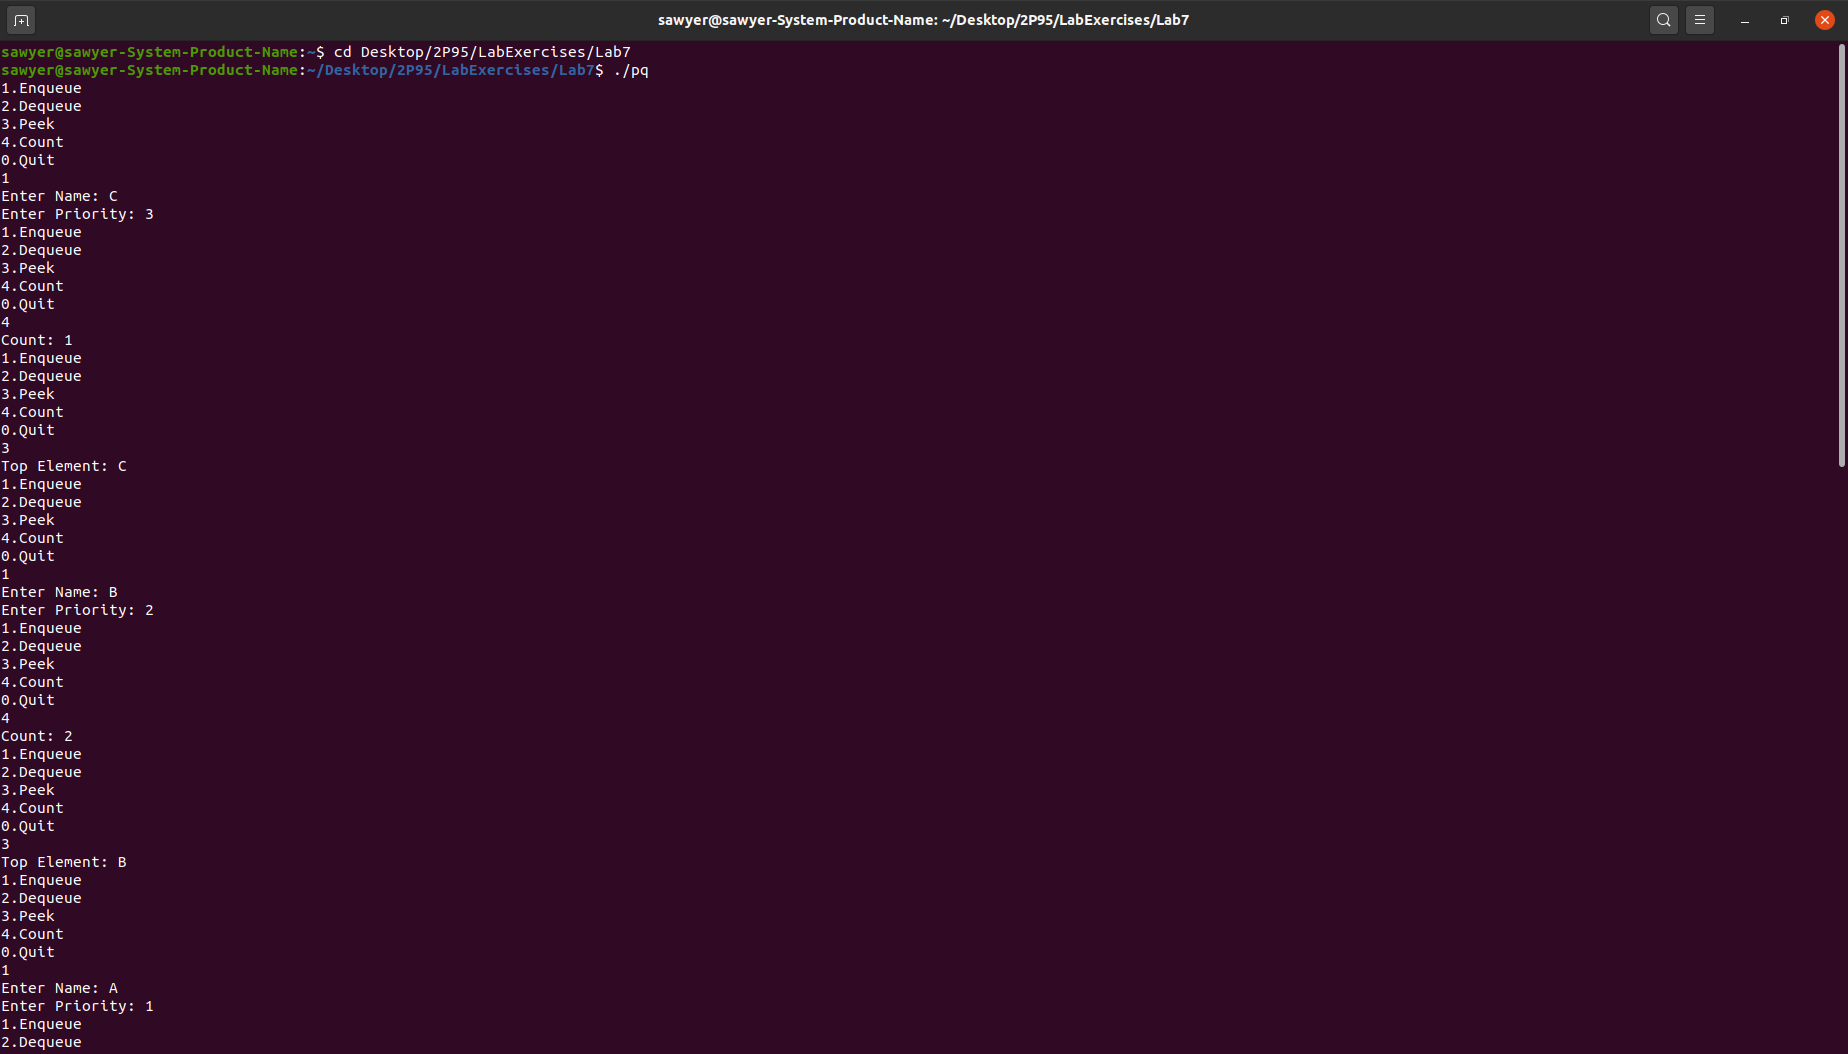 sawyer@sawyer-System-Product-Name: ~/Desktop/2P95/LabExercises/Lab7
sawyer@sawyer-System-Product-Name:~$ cd Desktop/2P95/LabExercises/Lab7
sawyer@sawyer-System-Product-Name:~/Desktop/2P95/LabExercises/Lab7$ ./pq
1.Enqueue
2.Dequeue
3.Peek
4.Count
0.Quit
1
Enter Name: C
Enter Priority: 3
1.Enqueue
2.Dequeue
3.Peek
4.Count
0.Quit
4
Count: 1
1.Enqueue
2.Dequeue
3.Peek
4.Count
0.Quit
3
Top Element: C
1.Enqueue
2.Dequeue
3.Peek
4.Count
0.Quit
1
Enter Name: B
Enter Priority: 2
1.Enqueue
2.Dequeue
3.Peek
4.Count
0.Quit
4
Count: 2
1.Enqueue
2.Dequeue
3.Peek
4.Count
0.Quit
3
Top Element: B
1.Enqueue
2.Dequeue
3.Peek
4.Count
0.Quit
1
Enter Name: A
Enter Priority: 1
1.Enqueue
2.Dequeue